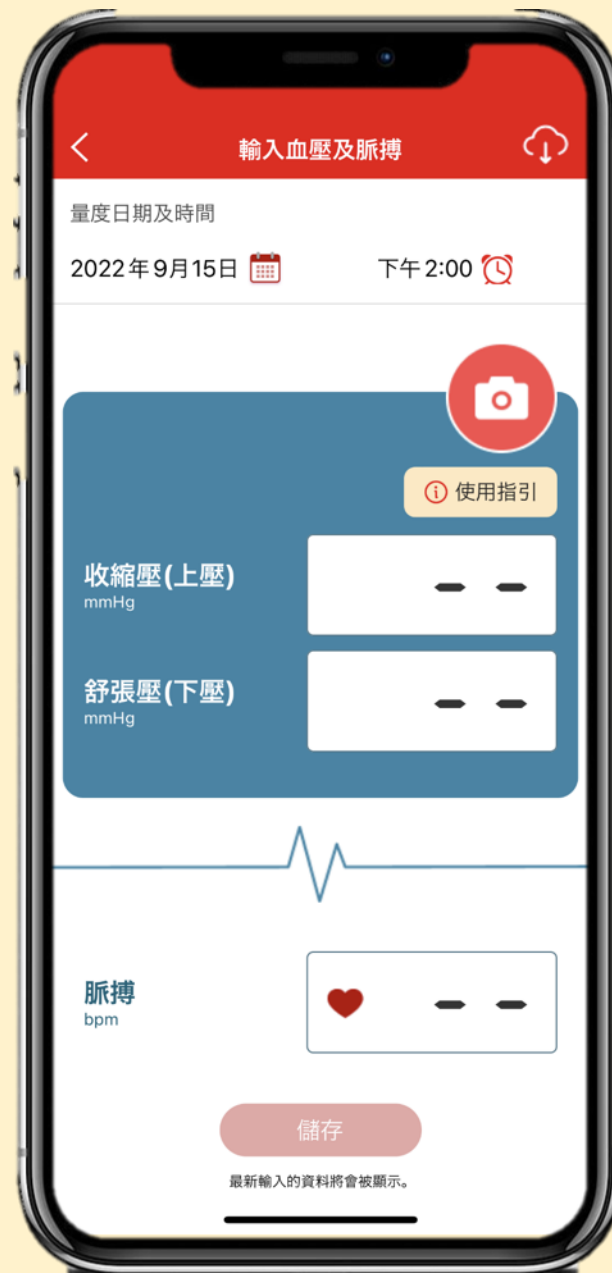 輸入血壓及脈搏
量度日期及時間
2022年9月15日 下午2:00
使用指引
收縮壓(上壓)
mmHg
舒張壓(下壓)
mmHg
脈搏
bpm
儲存
最新輸入的資料將會被顯示。